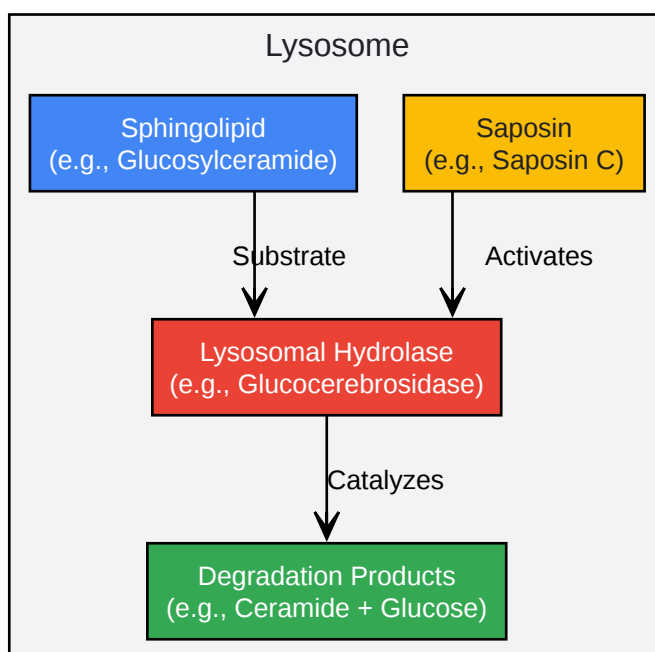 Lysosome
Sphingolipid
(e.g., Glucosylceramide)
Saposin
(e.g., Saposin C)
Substrate
Activates
Lysosomal Hydrolase
(e.g., Glucocerebrosidase)
Catalyzes
Degradation Products
(e.g., Ceramide + Glucose)